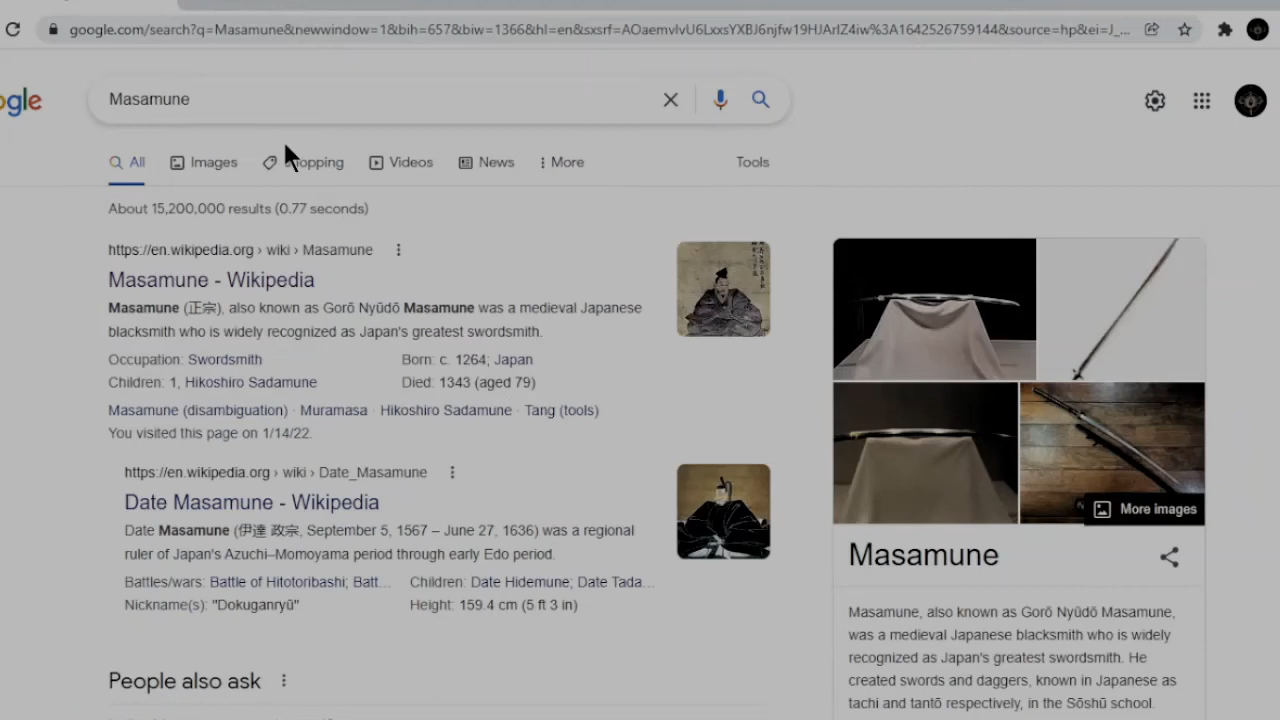 google.com/search?q=Masamune&newwindow=1&bih=657&biw=1366&hl=en&sxsrf=AOaemvIvU6LxxsYXBJ6njfw19HJArIZ4iw%3A1642526759144&source=hp&ei=J_...
ogle
Masamune
All Images Videos News More Tools
About 15,200,000 results (0.77 seconds)
https://en.wikipedia.org › wiki › Masamune
Masamune - Wikipedia
Masamune (正宗), also known as Gorō Nyūdō Masamune was a medieval Japanese
blacksmith who is widely recognized as Japan's greatest swordsmith.
Occupation: Swordsmith Born: c. 1264; Japan
Children: 1, Hikoshiro Sadamune Died: 1343 (aged 79)
Masamune (disambiguation) · Muramasa · Hikoshiro Sadamune · Tang (tools)
You visited this page on 1/14/22.
https://en.wikipedia.org › wiki › Date_Masamune
Date Masamune - Wikipedia
Date Masamune (伊達 政宗, September 5, 1567 – June 27, 1636) was a regional
ruler of Japan's Azuchi–Momoyama period through early Edo period.
Battles/wars: Battle of Hitotoribashi; Batt... Children: Date Hidemune; Date Tada...
Nickname(s): "Dokuganryū" Height: 159.4 cm (5 ft 3 in)
People also ask
More images
Masamune
Masamune, also known as Gorō Nyūdō Masamune,
was a medieval Japanese blacksmith who is widely
recognized as Japan's greatest swordsmith. He
created swords and daggers, known in Japanese as
tachi and tantō respectively, in the Sōshū school.